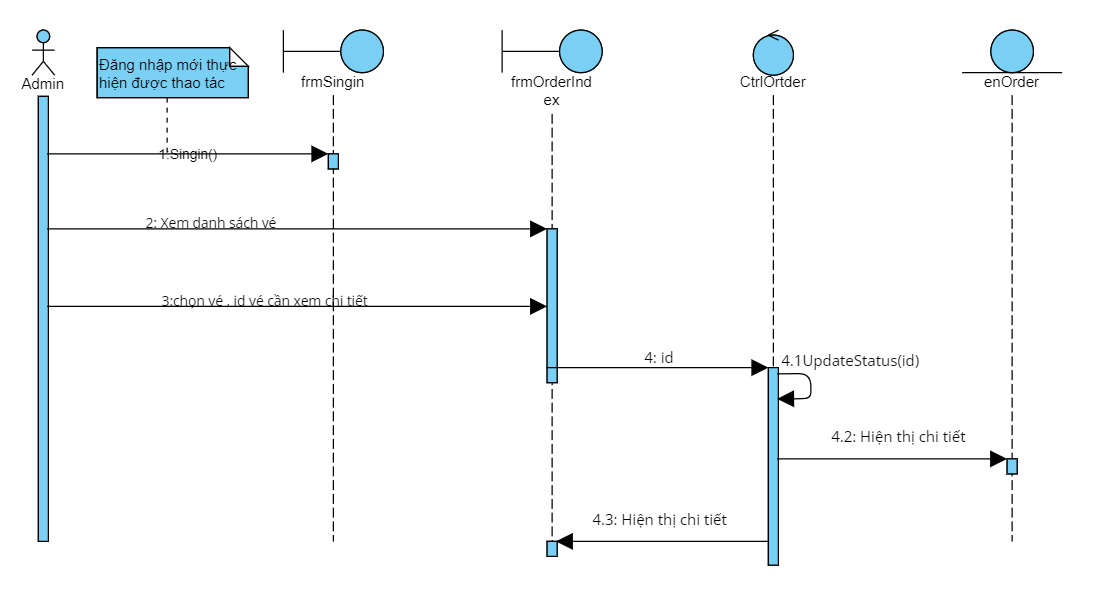 Admin
Đăng nhập mới thực
hiện được thao tác
frmSingin
frmOrderInd
ex
CtrlOrtder
enOrder
1:Singin()
2: Xem danh sách vé
3:chọn vé , id vé cần xem chi tiết
4: id
4.1UpdateStatus(id)
4.2: Hiện thị chi tiết
4.3: Hiện thị chi tiết